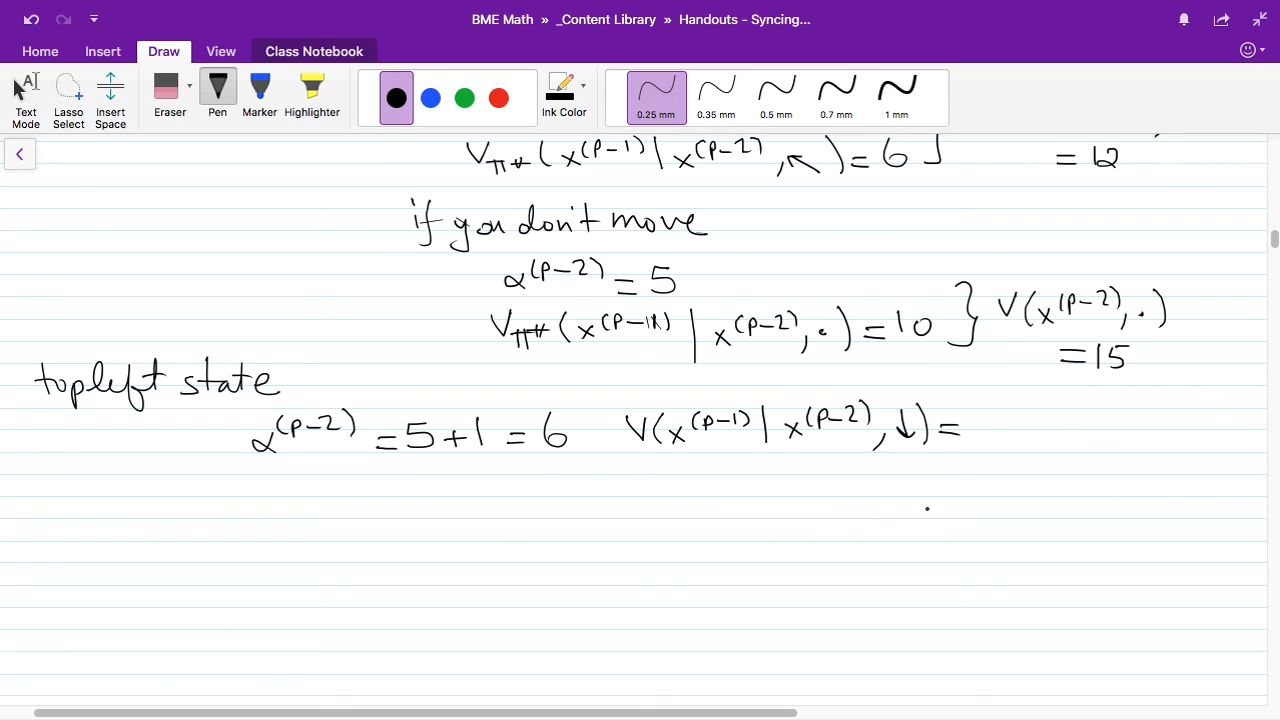 BME Math » _Content Library » Handouts - Syncing...
Home Insert Draw View Class Notebook
Text Mode Lasso Select Insert Space Eraser Pen Marker Highlighter Ink Color 0.25 mm 0.35 mm 0.5 mm 0.7 mm 1 mm
V_π* (x^(p-1) | x^(p-2), ↖) = 6 } = 12
if you don't move
α^(p-2) = 5
V_π* (x^(p-1) | x^(p-2), ·) = 10 } V(x^(p-2), ·)
= 15
top left state
α^(p-2) = 5 + 1 = 6 V(x^(p-1) | x^(p-2), ↓) =